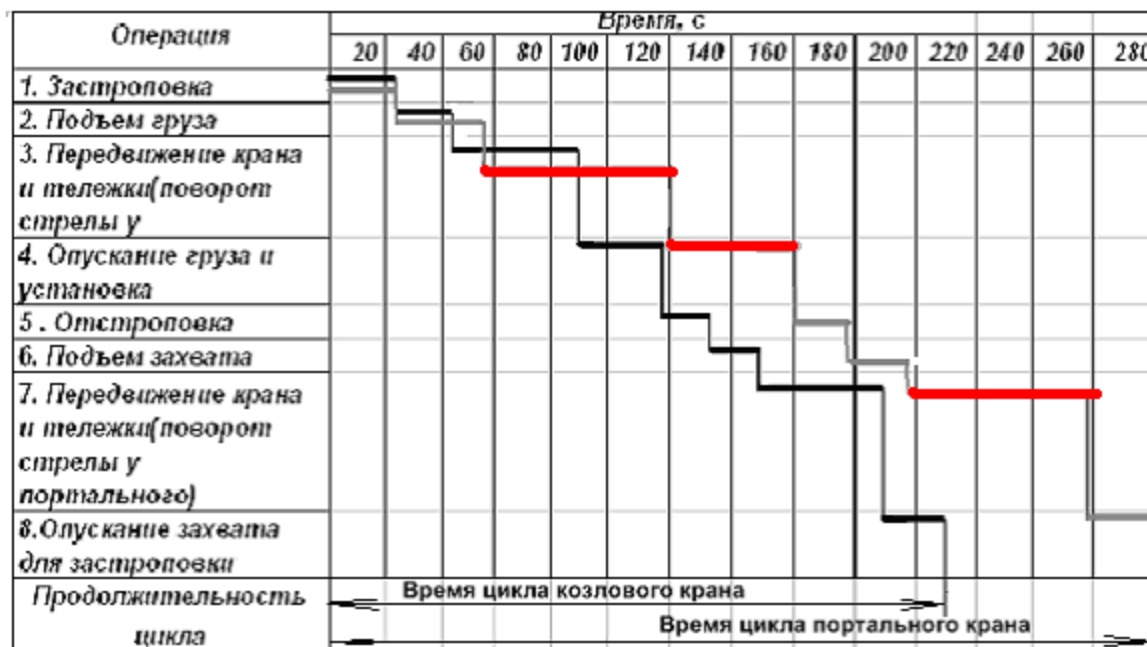 Операция
Время, с
20 40 60 80 100 120 140 160 180 200 220 240 260 280
1. Застроповка
2. Подъем груза
3. Передвижение крана
и тележки(поворот
стрелы у
4. Опускание груза и
установка
5 . Отстроповка
6. Подъем захвата
7. Передвижение крана
и тележки(поворот
стрелы у
портального)
8.Опускание захвата
для застроповки
Продолжительность
цикла
Время цикла козлового крана
Время цикла портального крана